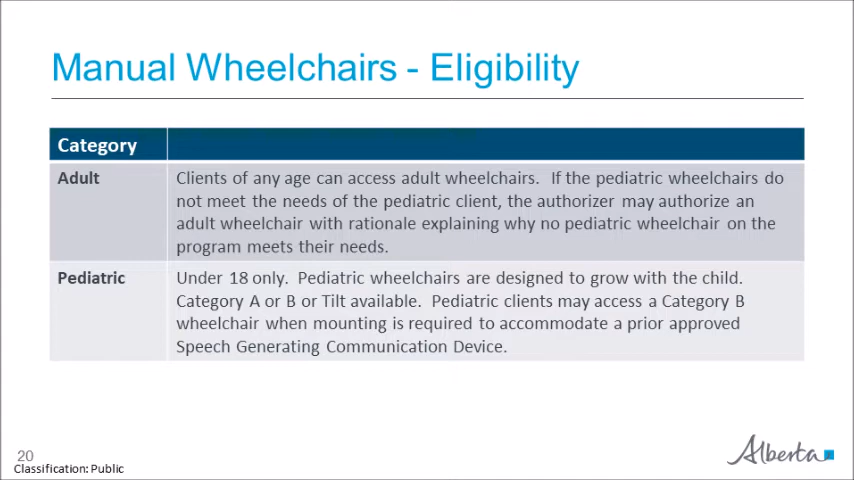 Manual Wheelchairs - Eligibility
Category
Adult
Clients of any age can access adult wheelchairs.  If the pediatric wheelchairs do
not meet the needs of the pediatric client, the authorizer may authorize an
adult wheelchair with rationale explaining why no pediatric wheelchair on the
program meets their needs.
Pediatric
Under 18 only.  Pediatric wheelchairs are designed to grow with the child.
Category A or B or Tilt available.  Pediatric clients may access a Category B
wheelchair when mounting is required to accommodate a prior approved
Speech Generating Communication Device.
20
Classification: Public
Alberta